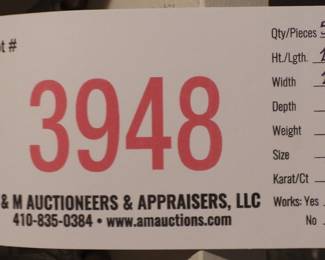 t #
3948
& M AUCTIONEERS & APPRAISERS, LLC
410-835-0384 • www.amauctions.com
Qty/Pieces 5
Ht./Lgth.
Width
Depth
Weight
Size
Karat/Ct
Works: Yes
No